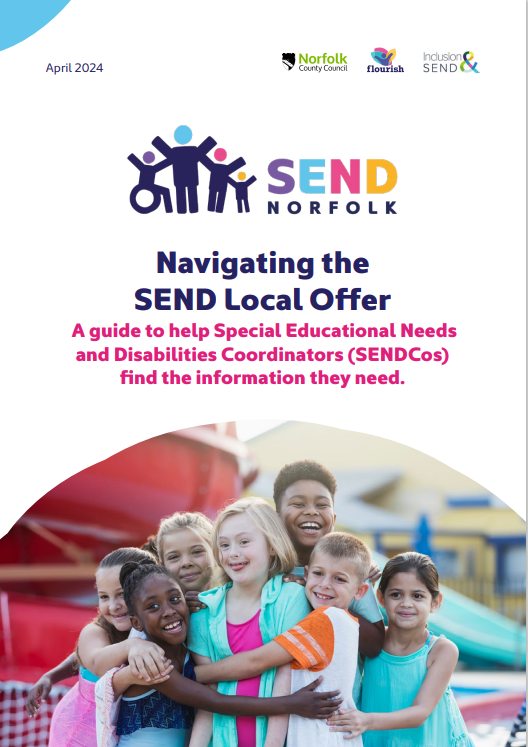 April 2024
Norfolk
County Council
flourish
Inclusion
SEND
SEND
NORFOLK
Navigating the
SEND Local Offer
A guide to help Special Educational Needs
and Disabilities Coordinators (SENDCos)
find the information they need.